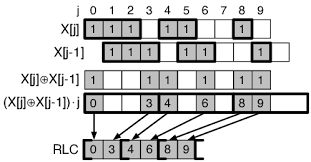 j 0 1 2 3 4 5 6 7 8 9
X[j] 1 1 1 1 1 1
X[j-1] 1 1 1 1 1 1
X[j]⊕X[j-1] 1 1 1 1 1 1
(X[j]⊕X[j-1])·j 0 3 4 6 8 9
RLC 0 3 4 6 8 9